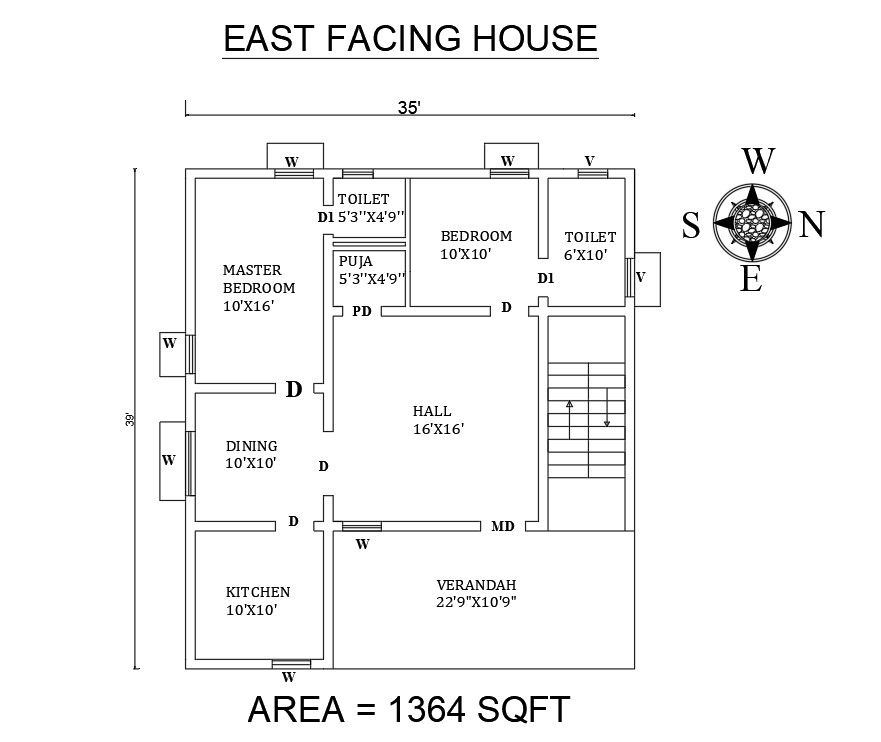 EAST FACING HOUSE
35'
W
W
V
W
S
N
E
TOILET
5'3''X4'9''
D1
BEDROOM
10'X10'
TOILET
6'X10'
PUJA
5'3''X4'9''
MASTER
BEDROOM
10'X16'
D1
V
PD
D
W
D
HALL
16'X16'
39'
DINING
10'X10'
W
D
D
MD
W
KITCHEN
10'X10'
VERANDAH
22'9"X10'9"
W
AREA = 1364 SQFT